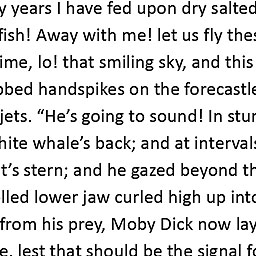 y years I have fed upon dry salted
fish! Away with me! let us fly thes
ime, lo! that smiling sky, and this
bed handspikes on the forecastle
jets. “He’s going to sound! In stun
hite whale’s back; and at intervals
t’s stern; and he gazed beyond th
lled lower jaw curled high up into
from his prey, Moby Dick now lay
e, lest that should be the signal fo